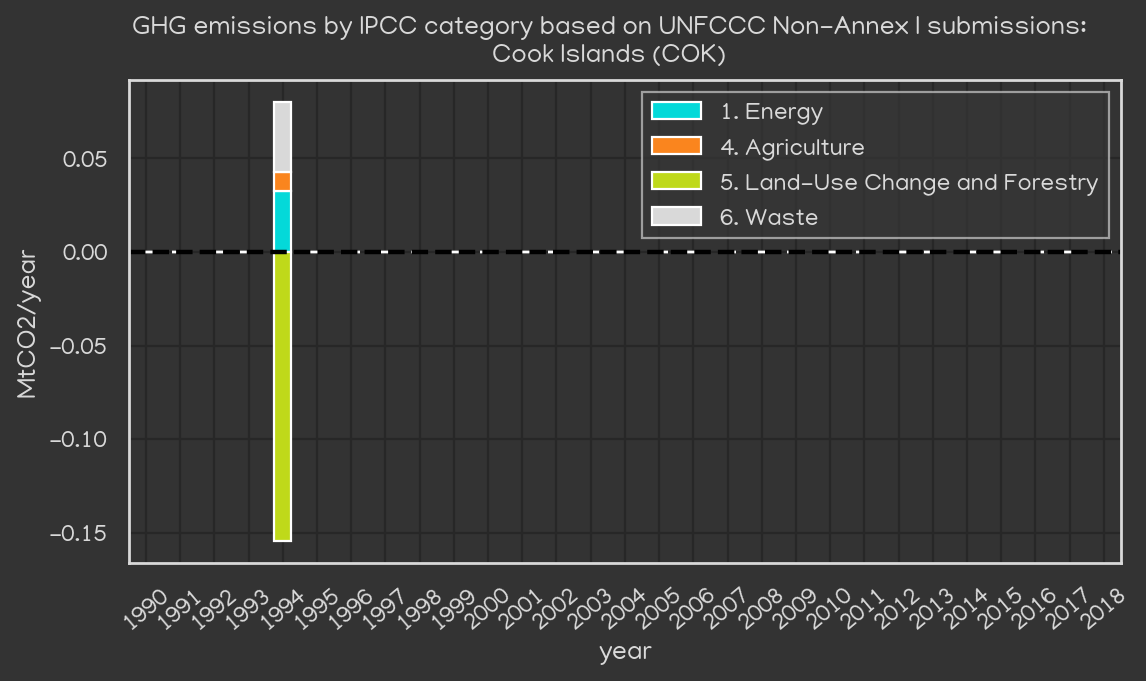 GHG emissions by IPCC category based on UNFCCC Non-Annex I submissions:
Cook Islands (COK)
1. Energy
4. Agriculture
5. Land-Use Change and Forestry
6. Waste
0.05
0.00
-0.05
-0.10
-0.15
MtCO2/year
1990 1991 1992 1993 1994 1995 1996 1997 1998 1999 2000 2001 2002 2003 2004 2005 2006 2007 2008 2009 2010 2011 2012 2013 2014 2015 2016 2017 2018
year